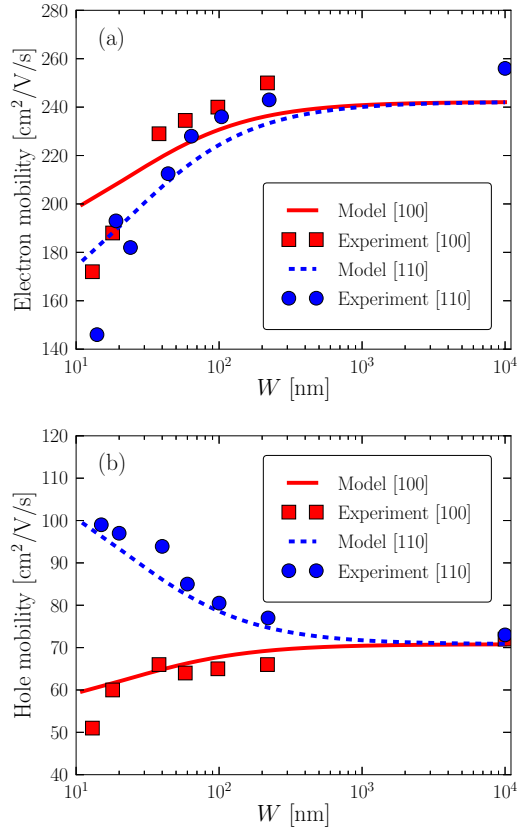 (a)
Electron mobility [cm²/V/s]
260
240
220
200
180
160
140
Model [100]
Experiment [100]
Model [110]
Experiment [110]
10¹ 10² 10³ 10⁴
W [nm]
(b)
Hole mobility [cm²/V/s]
120
110
100
90
80
70
60
50
40
Model [100]
Experiment [100]
Model [110]
Experiment [110]
10¹ 10² 10³ 10⁴
W [nm]